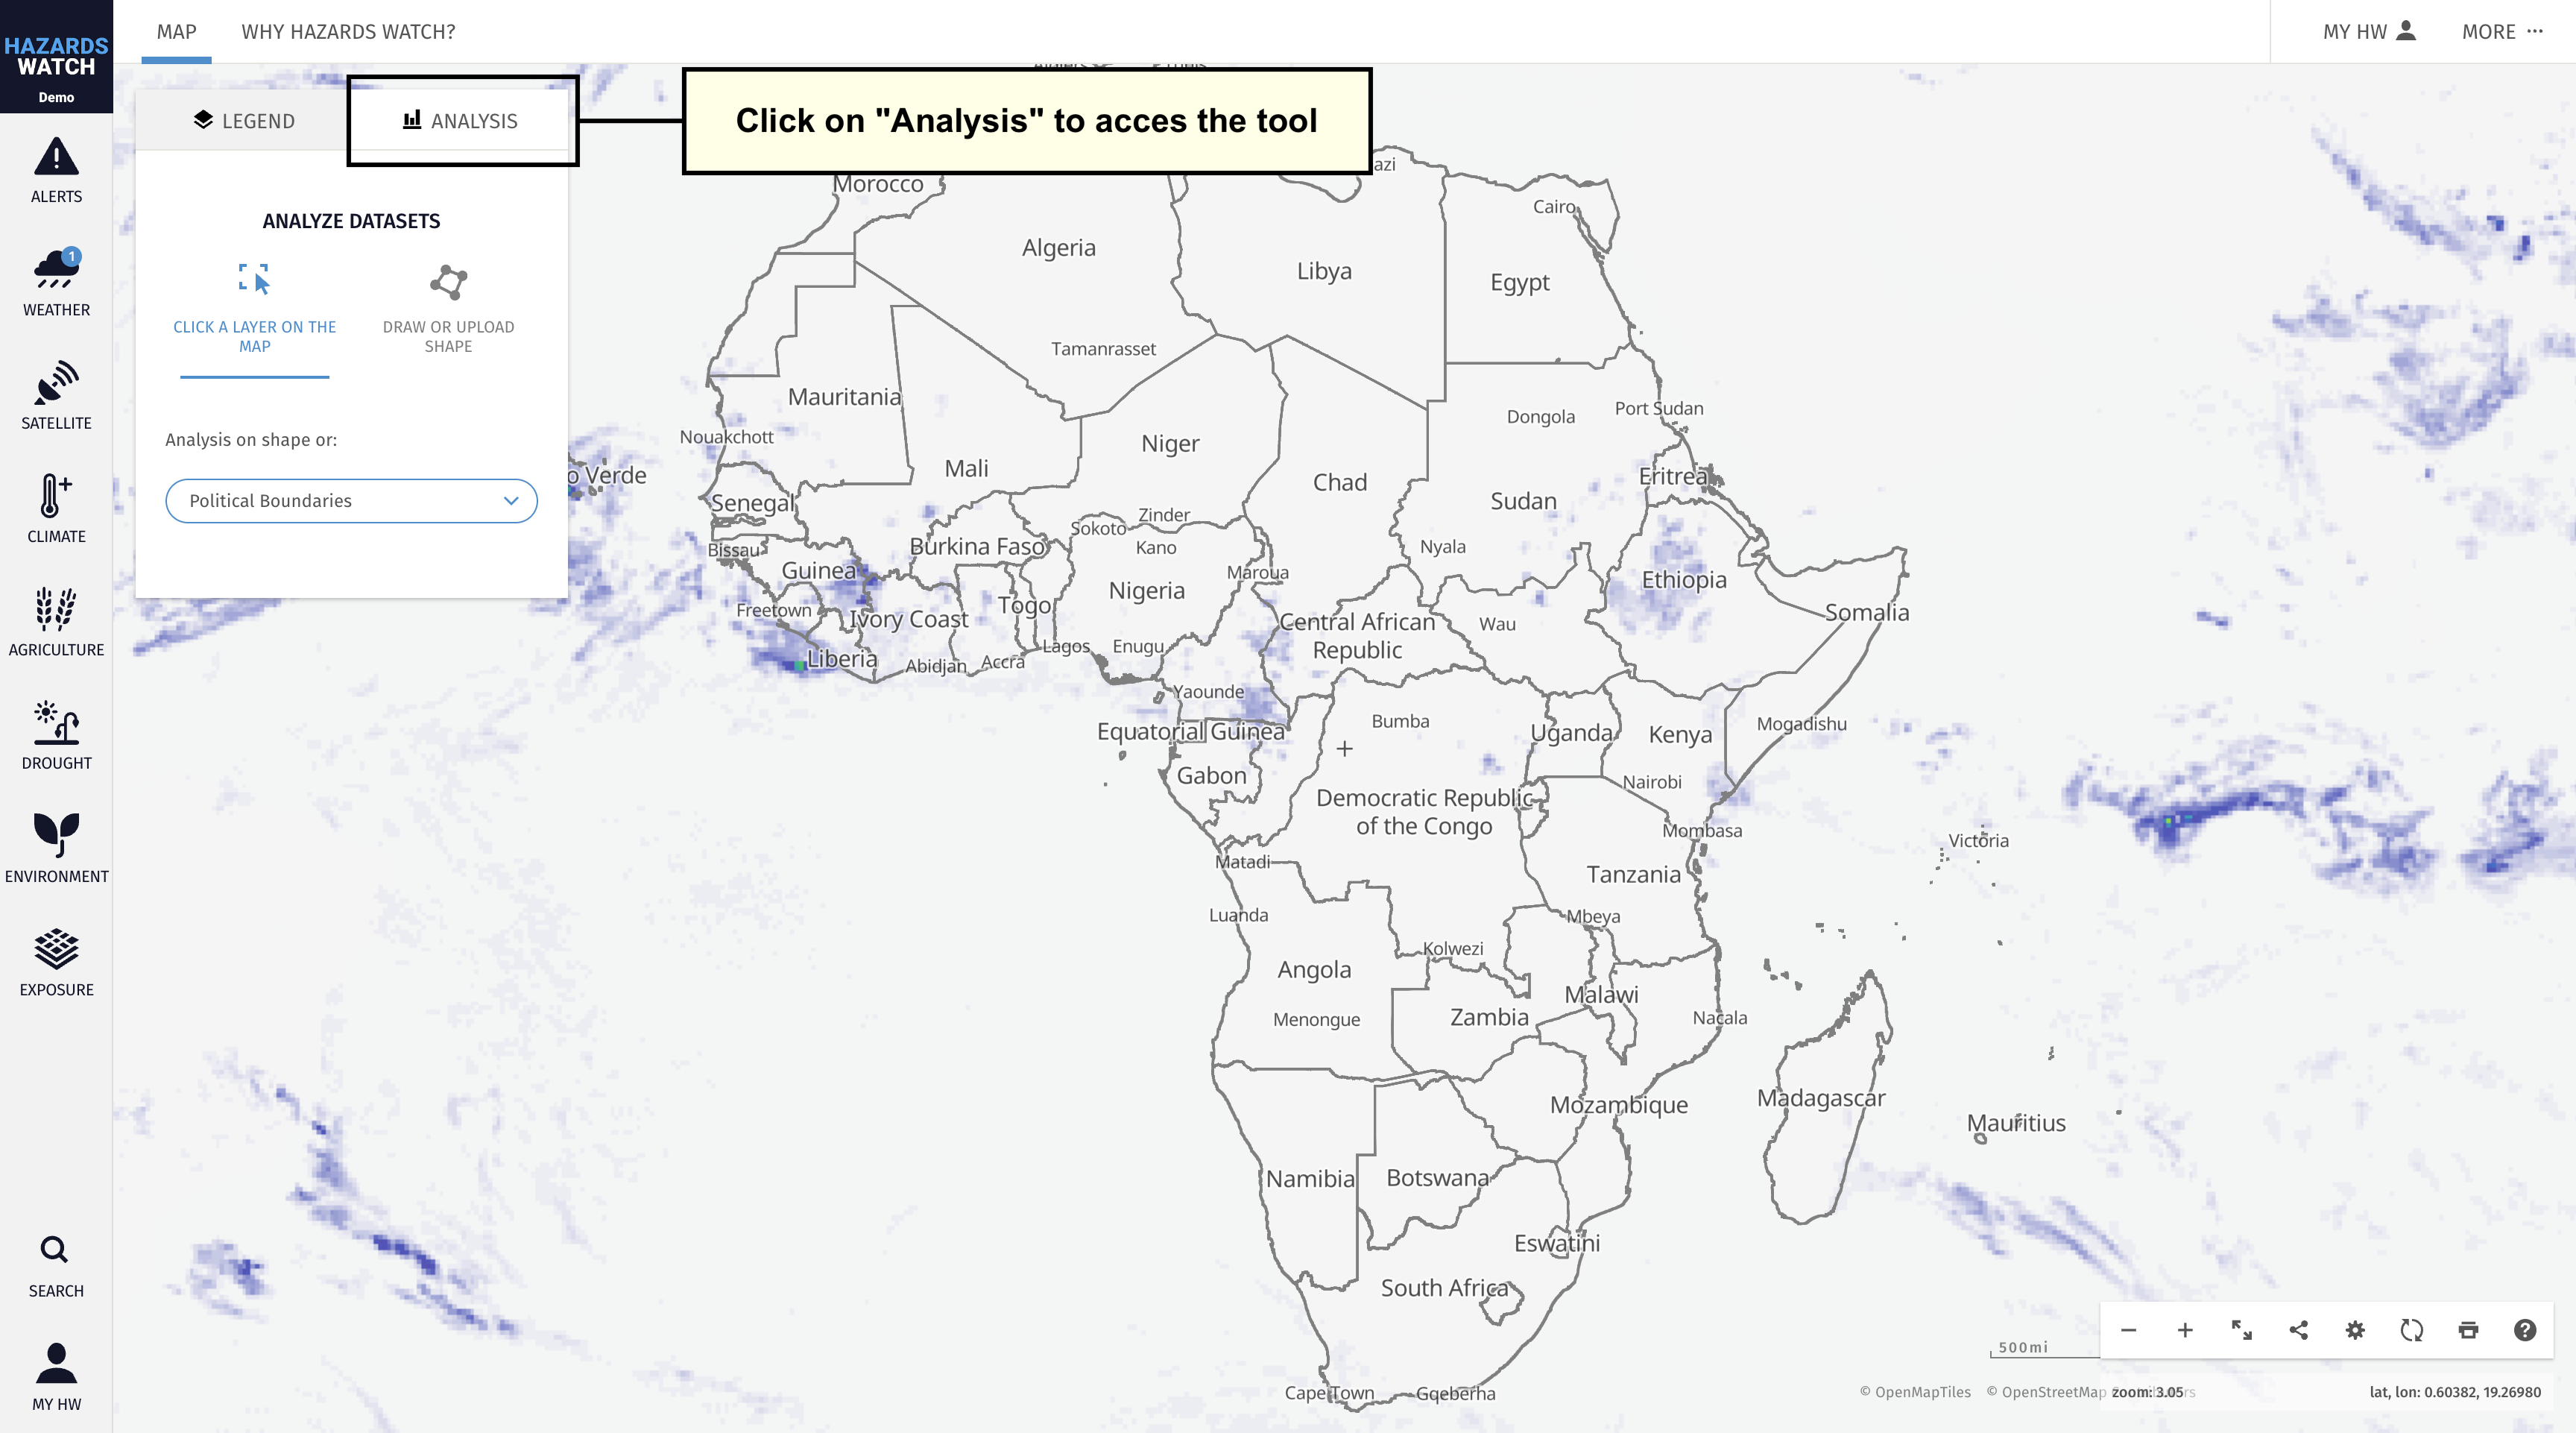 HAZARDS
WATCH
Demo
MAP
WHY HAZARDS WATCH?
MY HW
MORE
ALERTS
1
WEATHER
SATELLITE
CLIMATE
AGRICULTURE
DROUGHT
ENVIRONMENT
EXPOSURE
SEARCH
MY HW
LEGEND
ANALYSIS
Click on "Analysis" to acces the tool
ANALYZE DATASETS
CLICK A LAYER ON THE
MAP
DRAW OR UPLOAD
SHAPE
Analysis on shape or:
Political Boundaries
azi
Morocco
Cairo
Algeria
Libya
Egypt
Tamanrasset
Mauritania
Dongola
Port Sudan
Nouakchott
Niger
Mali
o Verde
Chad
Eritrea
Senegal
Sudan
Zinder
Sokoto
Bissau
Burkina Faso
Kano
Nyala
Guinea
Maroua
Ethiopia
Nigeria
Freetown
Togo
Somalia
Ivory Coast
Central African
Republic
Wau
Lagos
Enugu
Liberia
Abidjan
Accra
Yaounde
Bumba
Mogadishu
Equatorial Guinea
Uganda
Kenya
Gabon
Nairobi
Democratic Republic
of the Congo
Mombasa
Victoria
Matadi
Tanzania
Luanda
Mbeya
Kolwezi
Angola
Malawi
Menongue
Zambia
Nacala
Madagascar
Mozambique
Mauritius
Namibia
Botswana
Eswatini
South Africa
Cape Town
Gqeberha
500mi
© OpenMapTiles
© OpenStreetMap
zoom: 3.05
lat, lon: 0.60382, 19.26980